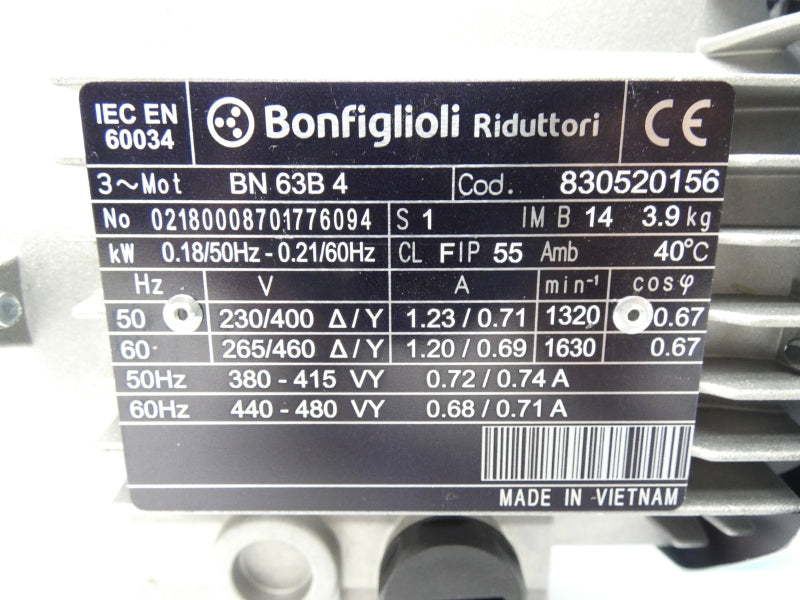 IEC EN 60034 Bonfiglioli Riduttori CE
3~Mot BN 63B 4 Cod. 830520156
No 02180008701776094 S 1 IM B 14 3.9 kg
kW 0.18/50Hz - 0.21/60Hz CL F IP 55 Amb 40°C
Hz V A min⁻¹ cosφ
50 230/400 Δ/Y 1.23 / 0.71 1320 0.67
60 265/460 Δ/Y 1.20 / 0.69 1630 0.67
50Hz 380 - 415 VY 0.72 / 0.74 A
60Hz 440 - 480 VY 0.68 / 0.71 A
MADE IN VIETNAM